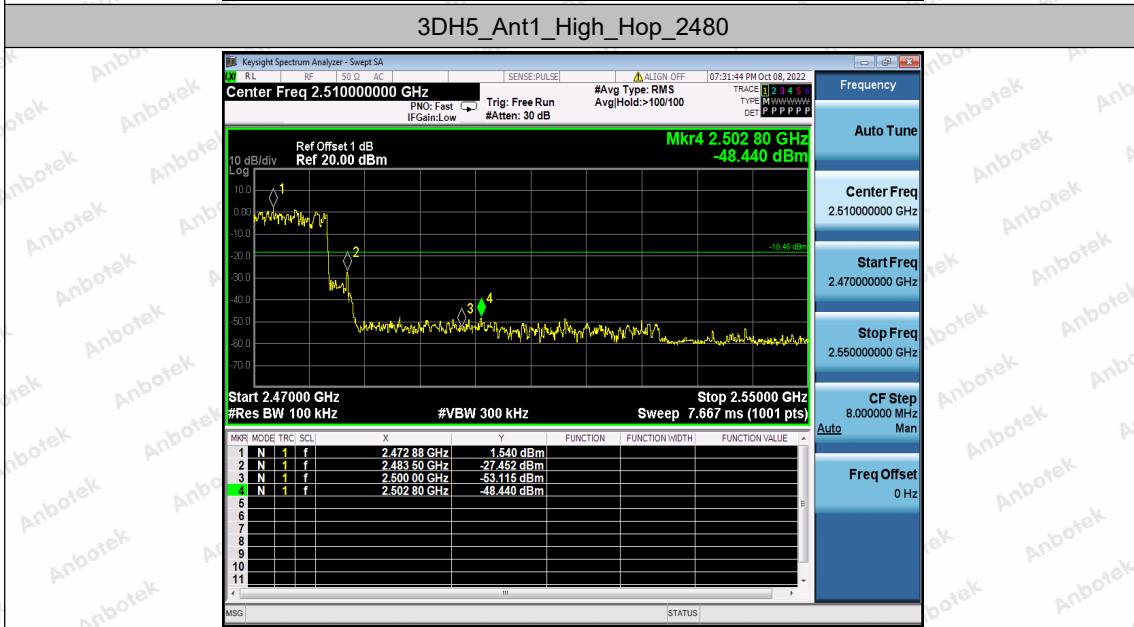 3DH5_Ant1_High_Hop_2480
Keysight Spectrum Analyzer - Swept SA
LXI RL RF 50 Ω AC SENSE:PULSE ALIGN OFF 07:31:44 PM Oct 08, 2022
Center Freq 2.510000000 GHz
PNO: Fast
IFGain:Low
Trig: Free Run
#Atten: 30 dB
#Avg Type: RMS
Avg|Hold:>100/100
TRACE 1 2 3 4 5 6
TYPE M W W W W W
DET P P P P P P
Frequency
Auto Tune
Center Freq
2.510000000 GHz
Start Freq
2.470000000 GHz
Stop Freq
2.550000000 GHz
CF Step
8.000000 MHz
Auto Man
Freq Offset
0 Hz
Mkr4 2.502 80 GHz
-48.440 dBm
Ref Offset 1 dB
10 dB/div Ref 20.00 dBm
Log
10.0
0.00
-10.0
-20.0
-30.0
-40.0
-50.0
-60.0
-70.0
1
2
3
4
-18.46 dBm
Start 2.47000 GHz Stop 2.55000 GHz
#Res BW 100 kHz #VBW 300 kHz Sweep 7.667 ms (1001 pts)
MKR MODE TRC SCL X Y FUNCTION FUNCTION WIDTH FUNCTION VALUE
1 N 1 f 2.472 88 GHz 1.540 dBm
2 N 1 f 2.483 50 GHz -27.452 dBm
3 N 1 f 2.500 00 GHz -53.115 dBm
4 N 1 f 2.502 80 GHz -48.440 dBm
5
6
7
8
9
10
11
MSG STATUS
Anbotek